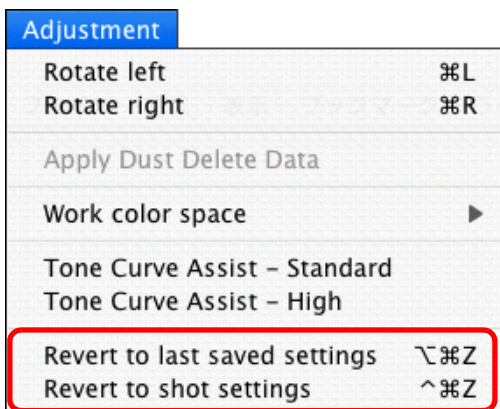 Adjustment
Rotate left ⌘L
Rotate right ⌘R
Apply Dust Delete Data
Work color space ▶
Tone Curve Assist – Standard
Tone Curve Assist – High
Revert to last saved settings ⌥⌘Z
Revert to shot settings ^⌘Z